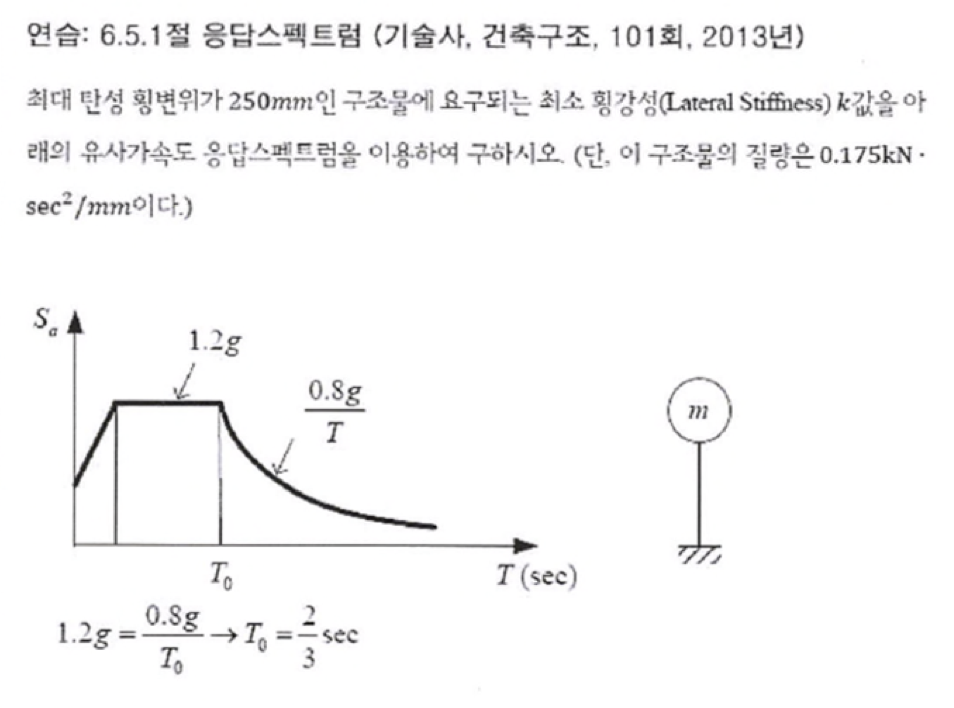 연습: 6.5.1절 응답스펙트럼 (기술사, 건축구조, 101회, 2013년)
최대 탄성 횡변위가 250mm인 구조물에 요구되는 최소 횡강성(Lateral Stiffness) k값을 아
래의 유사가속도 응답스펙트럼을 이용하여 구하시오. (단, 이 구조물의 질량은 0.175kN ·
sec²/mm이다.)
Sₐ
1.2g
0.8g
T
m
T₀
T (sec)
1.2g = 0.8g/T₀ → T₀ = 2/3 sec